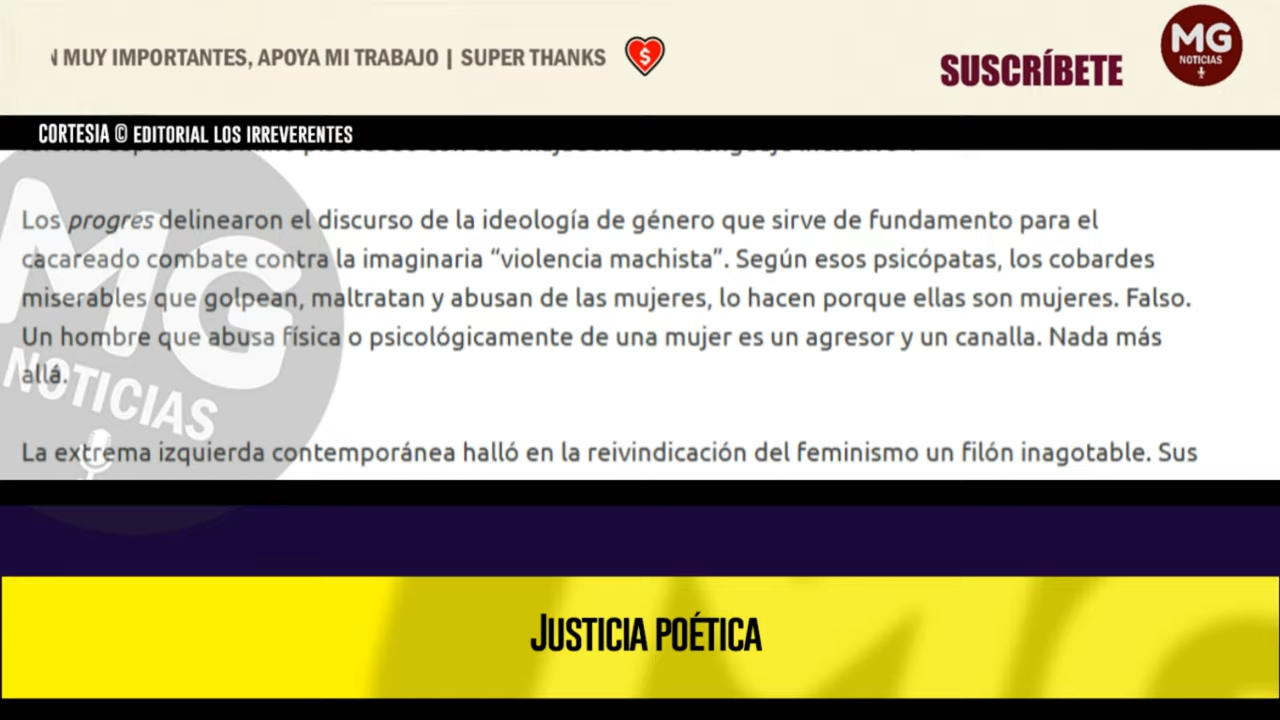 MUY IMPORTANTES, APOYA MI TRABAJO | SUPER THANKS
SUSCRÍBETE
MG
NOTICIAS
CORTESIA © EDITORIAL LOS IRREVERENTES
Los progres delinearon el discurso de la ideología de género que sirve de fundamento para el
cacareado combate contra la imaginaria “violencia machista”. Según esos psicópatas, los cobardes
miserables que golpean, maltratan y abusan de las mujeres, lo hacen porque ellas son mujeres. Falso.
Un hombre que abusa física o psicológicamente de una mujer es un agresor y un canalla. Nada más
allá.
La extrema izquierda contemporánea halló en la reivindicación del feminismo un filón inagotable. Sus
MG
NOTICIAS
JUSTICIA POÉTICA